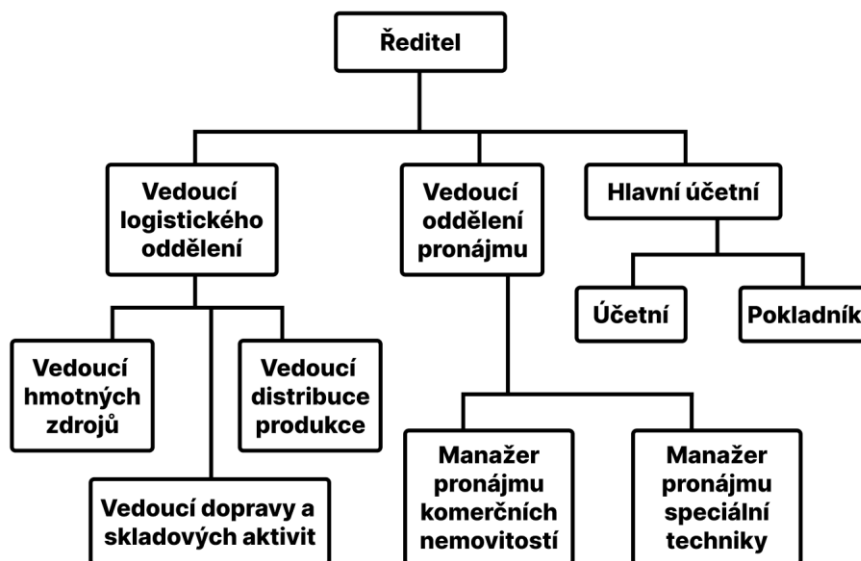 Ředitel
Vedoucí
logistického
oddělení
Vedoucí
oddělení
pronájmu
Hlavní účetní
Účetní
Pokladník
Vedoucí
hmotných
zdrojů
Vedoucí
distribuce
produkce
Vedoucí dopravy a
skladových aktivit
Manažer
pronájmu
komerčních
nemovitostí
Manažer
pronájmu
speciální
techniky